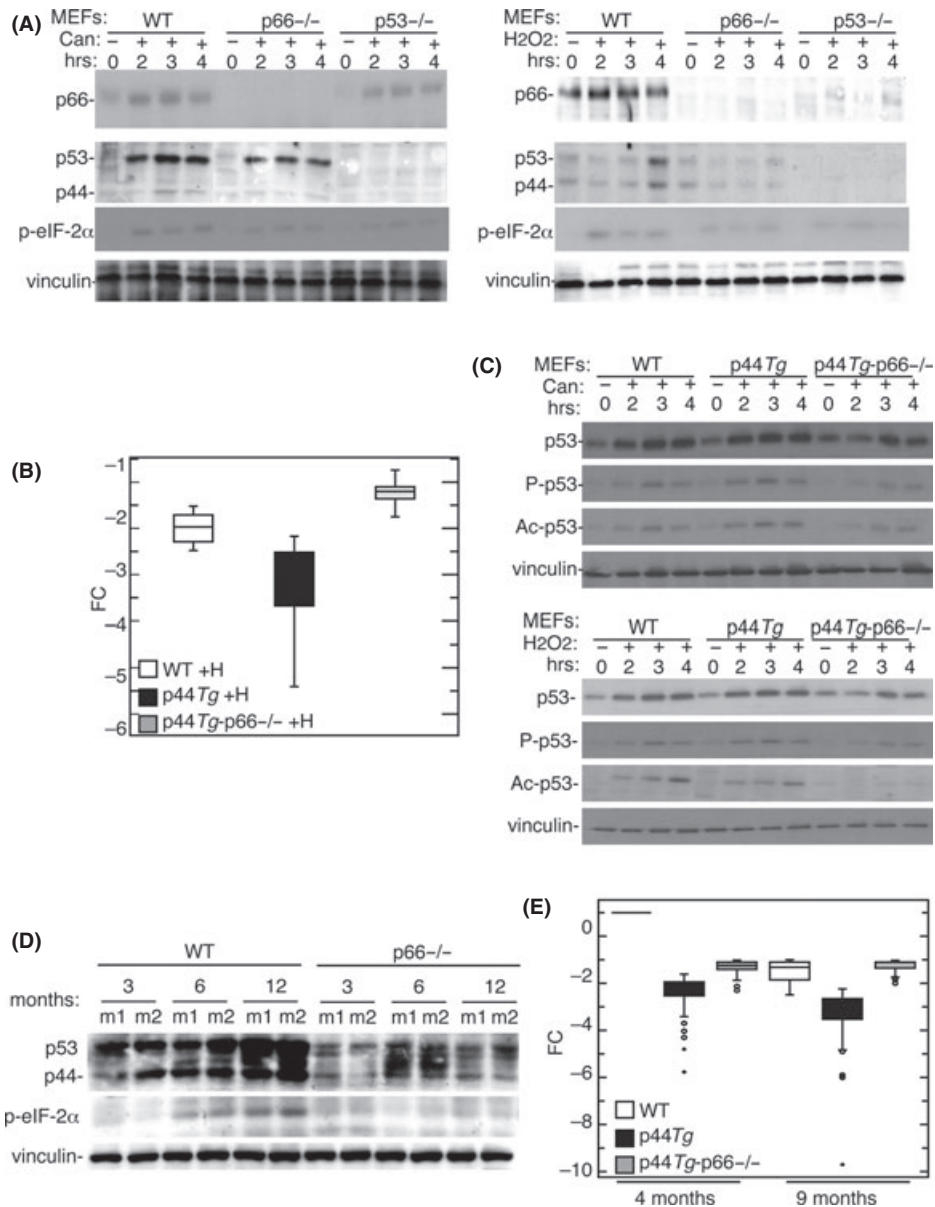 (A)
MEFs: WT p66–/– p53–/–
Can: – + + + – + + + – + + +
hrs: 0 2 3 4 0 2 3 4 0 2 3 4
p66-
p53-
p44-
p-eIF-2α
vinculin-
MEFs: WT p66–/– p53–/–
H2O2: – + + + – + + + – + + +
hrs: 0 2 3 4 0 2 3 4 0 2 3 4
p66-
p53-
p44-
p-eIF-2α
vinculin-
(B)
–1
–2
–3
–4
–5
–6
FC
WT +H
p44Tg +H
p44Tg-p66–/– +H
(C)
MEFs: WT p44Tg p44Tg-p66–/–
Can: – + + + – + + + – + + +
hrs: 0 2 3 4 0 2 3 4 0 2 3 4
p53-
P-p53-
Ac-p53-
vinculin-
MEFs: WT p44Tg p44Tg-p66–/–
H2O2: – + + + – + + + – + + +
hrs: 0 2 3 4 0 2 3 4 0 2 3 4
p53-
P-p53-
Ac-p53-
vinculin-
(D)
WT p66–/–
months: 3 6 12 3 6 12
m1 m2 m1 m2 m1 m2 m1 m2 m1 m2 m1 m2
p53
p44-
p-eIF-2α
vinculin-
(E)
0
–2
–4
–6
–8
–10
FC
WT
p44Tg
p44Tg-p66–/–
4 months 9 months